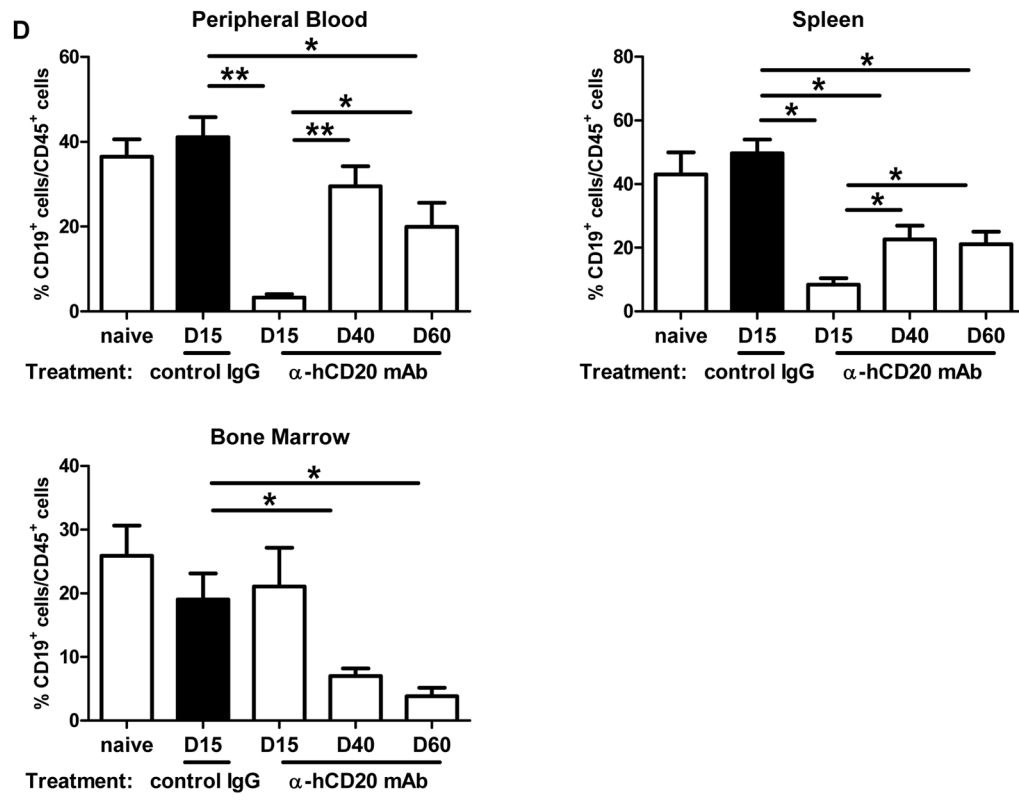 D
Peripheral Blood
% CD19⁺ cells/CD45⁺ cells
60
40
20
0
*
**
*
**
naive D15 D15 D40 D60
Treatment: control IgG α-hCD20 mAb
Spleen
% CD19⁺ cells/CD45⁺ cells
80
60
40
20
0
*
*
*
*
*
naive D15 D15 D40 D60
Treatment: control IgG α-hCD20 mAb
Bone Marrow
% CD19⁺ cells/CD45⁺ cells
40
30
20
10
0
*
*
naive D15 D15 D40 D60
Treatment: control IgG α-hCD20 mAb